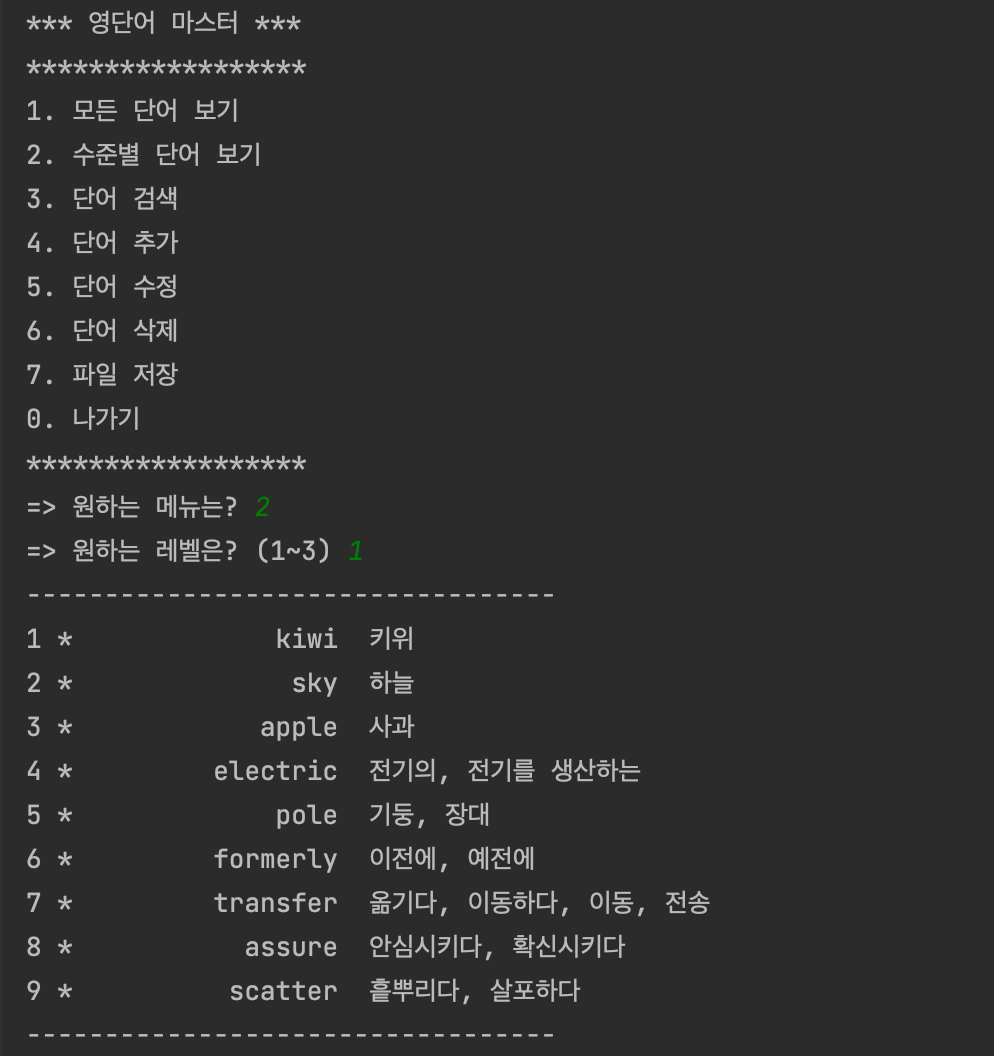 *** 영단어 마스터 ***
******************
1. 모든 단어 보기
2. 수준별 단어 보기
3. 단어 검색
4. 단어 추가
5. 단어 수정
6. 단어 삭제
7. 파일 저장
0. 나가기
******************
=> 원하는 메뉴는? 2
=> 원하는 레벨은? (1~3) 1
----------------------------------
1 *             kiwi  키위
2 *              sky  하늘
3 *            apple  사과
4 *         electric  전기의, 전기를 생산하는
5 *             pole  기둥, 장대
6 *         formerly  이전에, 예전에
7 *         transfer  옮기다, 이동하다, 이동, 전송
8 *           assure  안심시키다, 확신시키다
9 *          scatter  흩뿌리다, 살포하다
----------------------------------